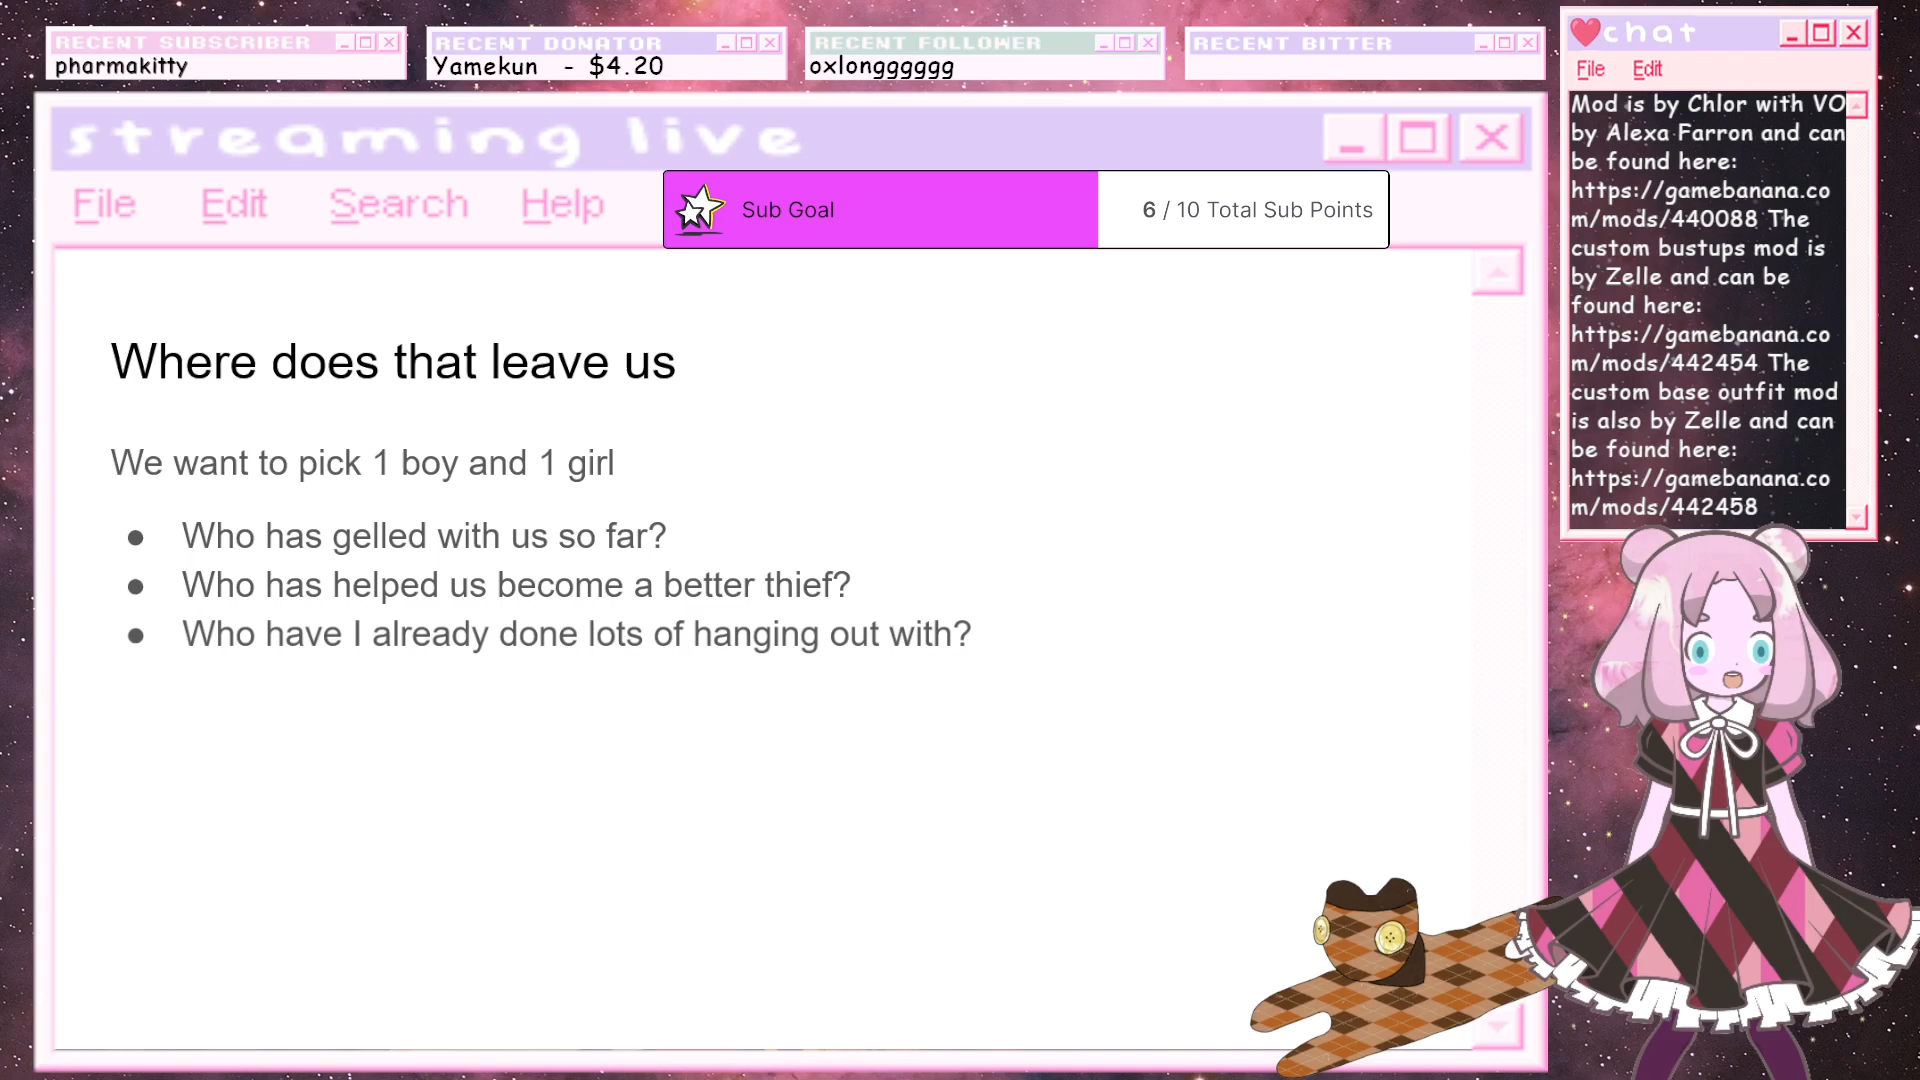 RECENT SUBSCRIBER
pharmakitty
RECENT DONATOR
Yamekun - $4.20
RECENT FOLLOWER
oxlongggggg
RECENT BITTER
streaming live
File Edit Search Help
Sub Goal
6 / 10 Total Sub Points
Where does that leave us
We want to pick 1 boy and 1 girl
● Who has gelled with us so far?
● Who has helped us become a better thief?
● Who have I already done lots of hanging out with?
chat
File Edit
Mod is by Chlor with VO
by Alexa Farron and can
be found here:
https://gamebanana.co
m/mods/440088 The
custom bustups mod is
by Zelle and can be
found here:
https://gamebanana.co
m/mods/442454 The
custom base outfit mod
is also by Zelle and can
be found here:
https://gamebanana.co
m/mods/442458